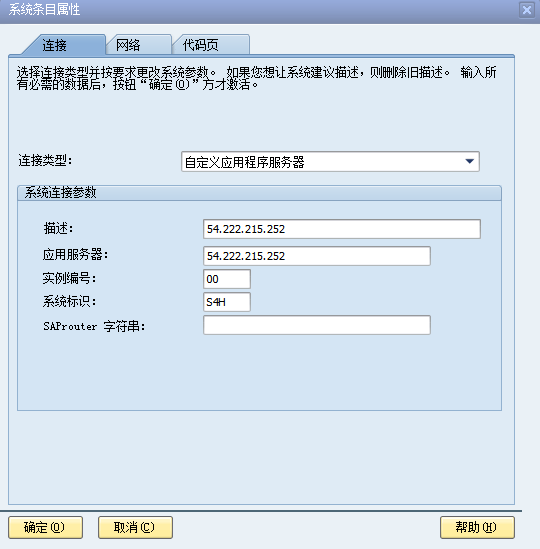 系统条目属性
连接 网络 代码页
选择连接类型并按要求更改系统参数。 如果您想让系统建议描述，则删除旧描述。 输入所
有必需的数据后，按钮“确定(O)”方才激活。
连接类型: 自定义应用程序服务器
系统连接参数
描述: 54.222.215.252
应用服务器: 54.222.215.252
实例编号: 00
系统标识: S4H
SAProuter 字符串:
确定(O) 取消(C) 帮助(H)